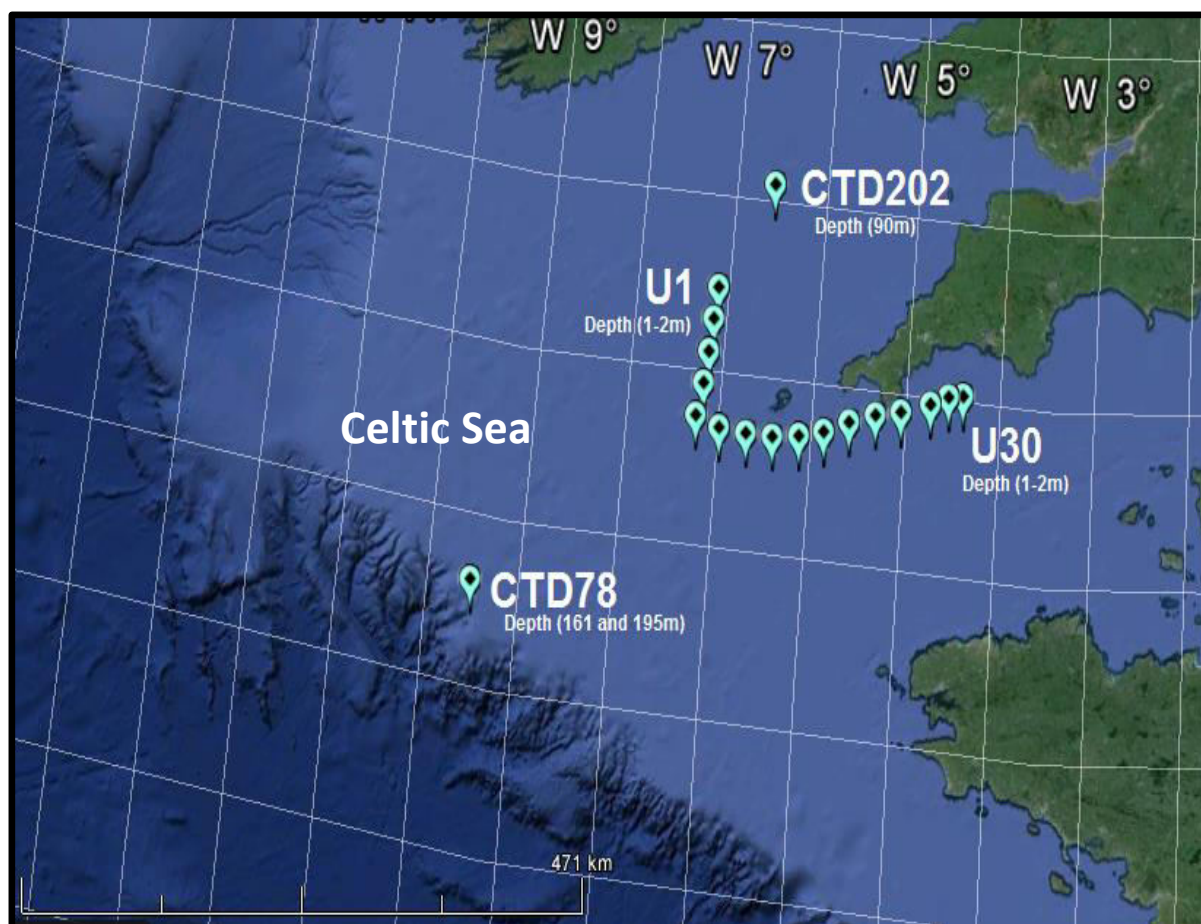 W 9°
W 7°
W 5°
W 3°
CTD202
Depth (90m)
U1
Depth (1-2m)
Celtic Sea
U30
Depth (1-2m)
CTD78
Depth (161 and 195m)
471 km